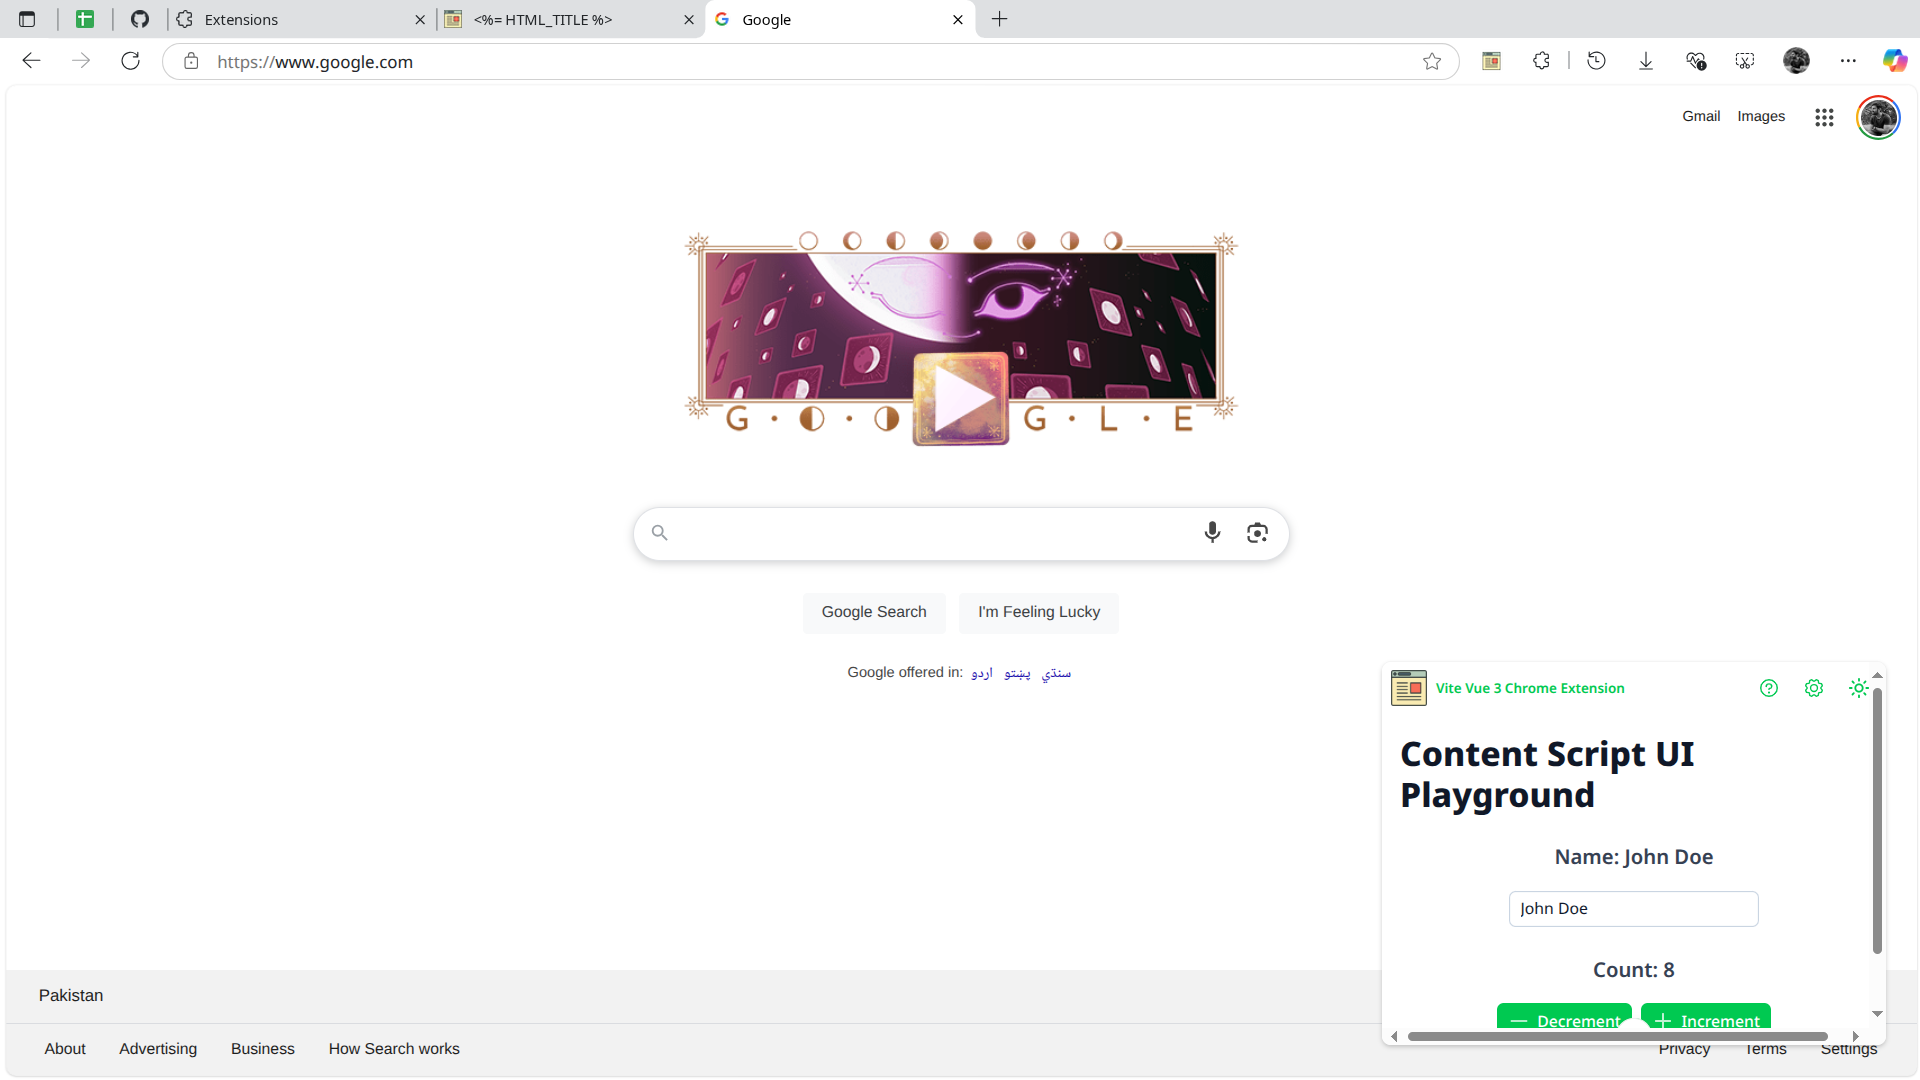 Extensions
<%= HTML_TITLE %>
Google
https://www.google.com
Gmail
Images
G · O O G · L · E
Google Search
I'm Feeling Lucky
Google offered in: اردو پښتو سنڌي
Vite Vue 3 Chrome Extension
Content Script UI
Playground
Name: John Doe
John Doe
Count: 8
Decrement
Increment
Pakistan
About
Advertising
Business
How Search works
Privacy
Terms
Settings